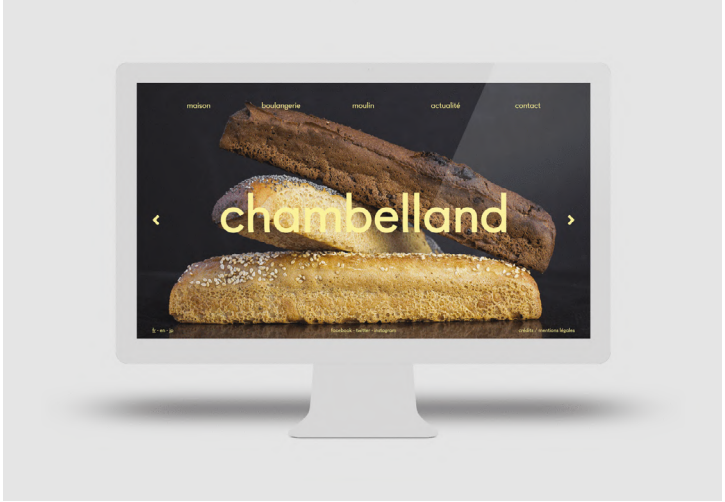 maison boulangerie moulin actualité contact
chambelland
fr - en - jp
facebook - twitter - instagram
crédits / mentions légales